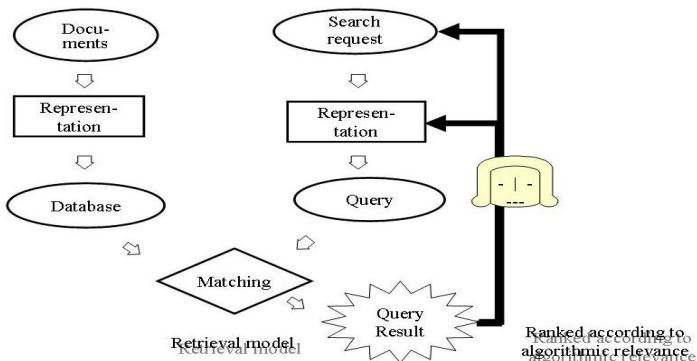 Docu-
ments
Search
request
Represen-
tation
Represen-
tation
Database
Query
Matching
Query
Result
Retrieval model
Ranked according to
algorithmic relevance